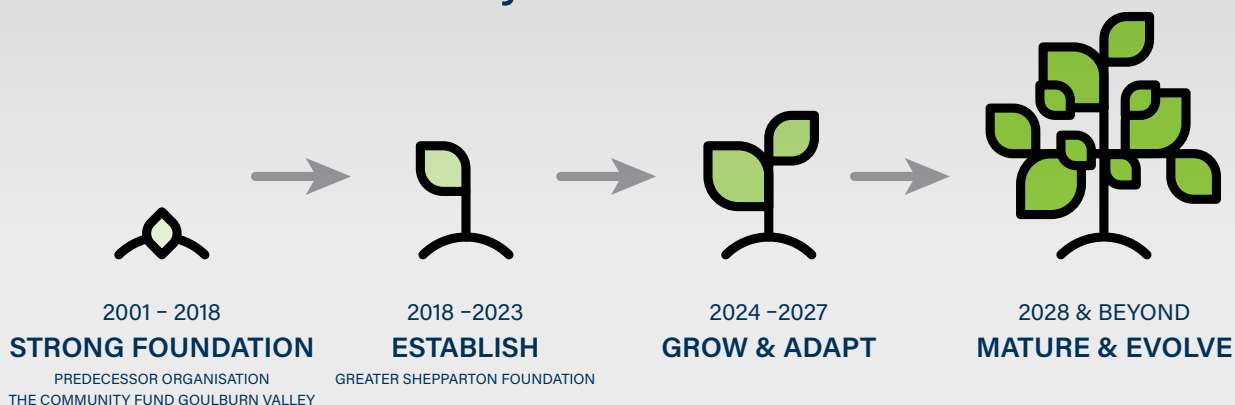 2001 – 2018
STRONG FOUNDATION
PREDECESSOR ORGANISATION
THE COMMUNITY FUND GOULBURN VALLEY
2018 –2023
ESTABLISH
GREATER SHEPPARTON FOUNDATION
2024 –2027
GROW & ADAPT
2028 & BEYOND
MATURE & EVOLVE